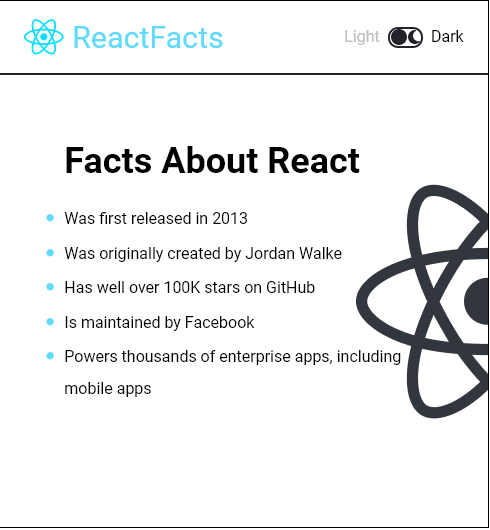 ReactFacts
Light Dark
Facts About React
Was first released in 2013
Was originally created by Jordan Walke
Has well over 100K stars on GitHub
Is maintained by Facebook
Powers thousands of enterprise apps, including
mobile apps